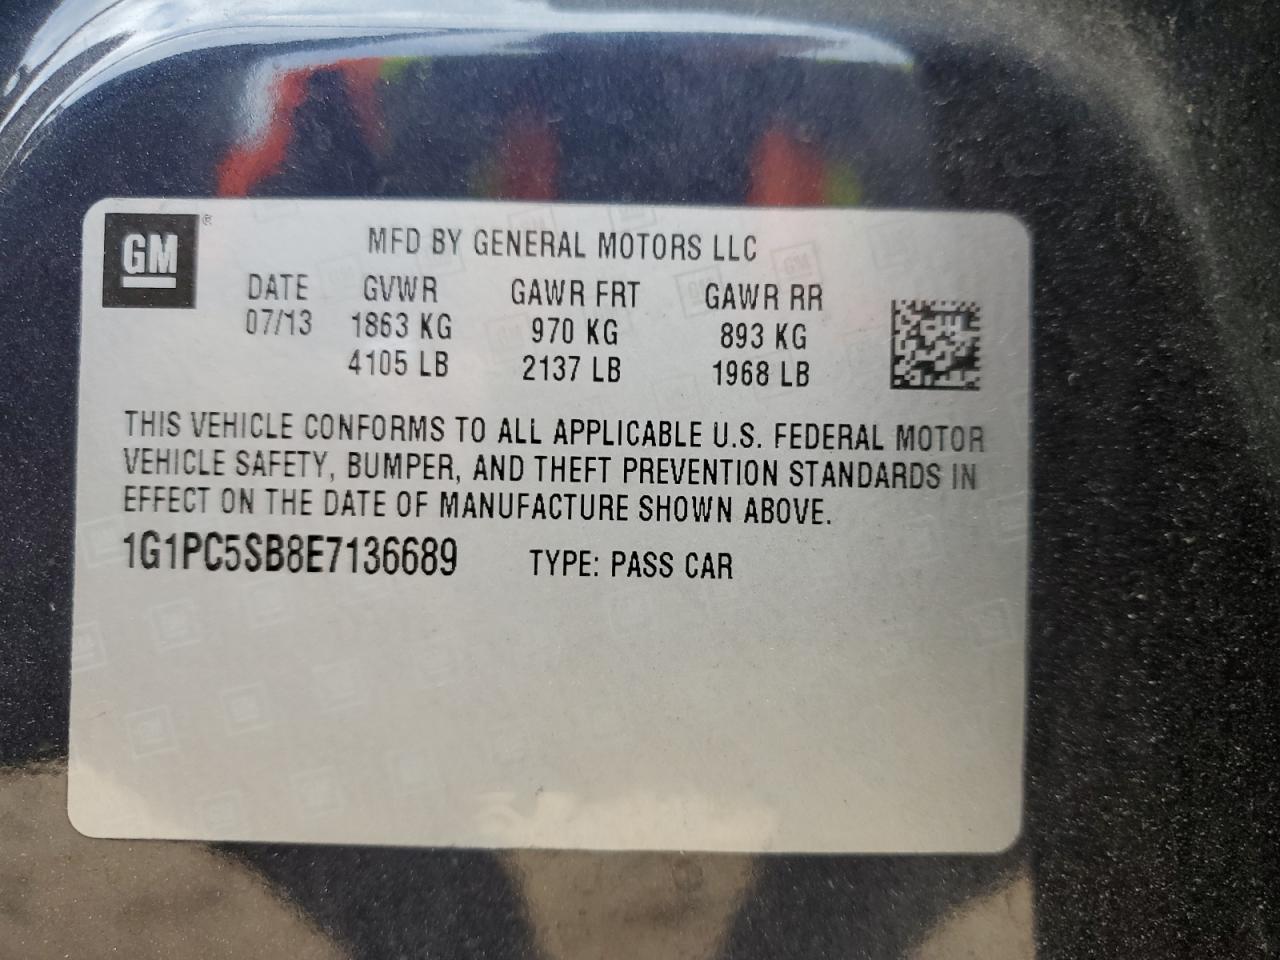 GM ®
MFD BY GENERAL MOTORS LLC
DATE GVWR GAWR FRT GAWR RR
07/13 1863 KG 970 KG 893 KG
4105 LB 2137 LB 1968 LB
THIS VEHICLE CONFORMS TO ALL APPLICABLE U.S. FEDERAL MOTOR
VEHICLE SAFETY, BUMPER, AND THEFT PREVENTION STANDARDS IN
EFFECT ON THE DATE OF MANUFACTURE SHOWN ABOVE.
1G1PC5SB8E7136689 TYPE: PASS CAR